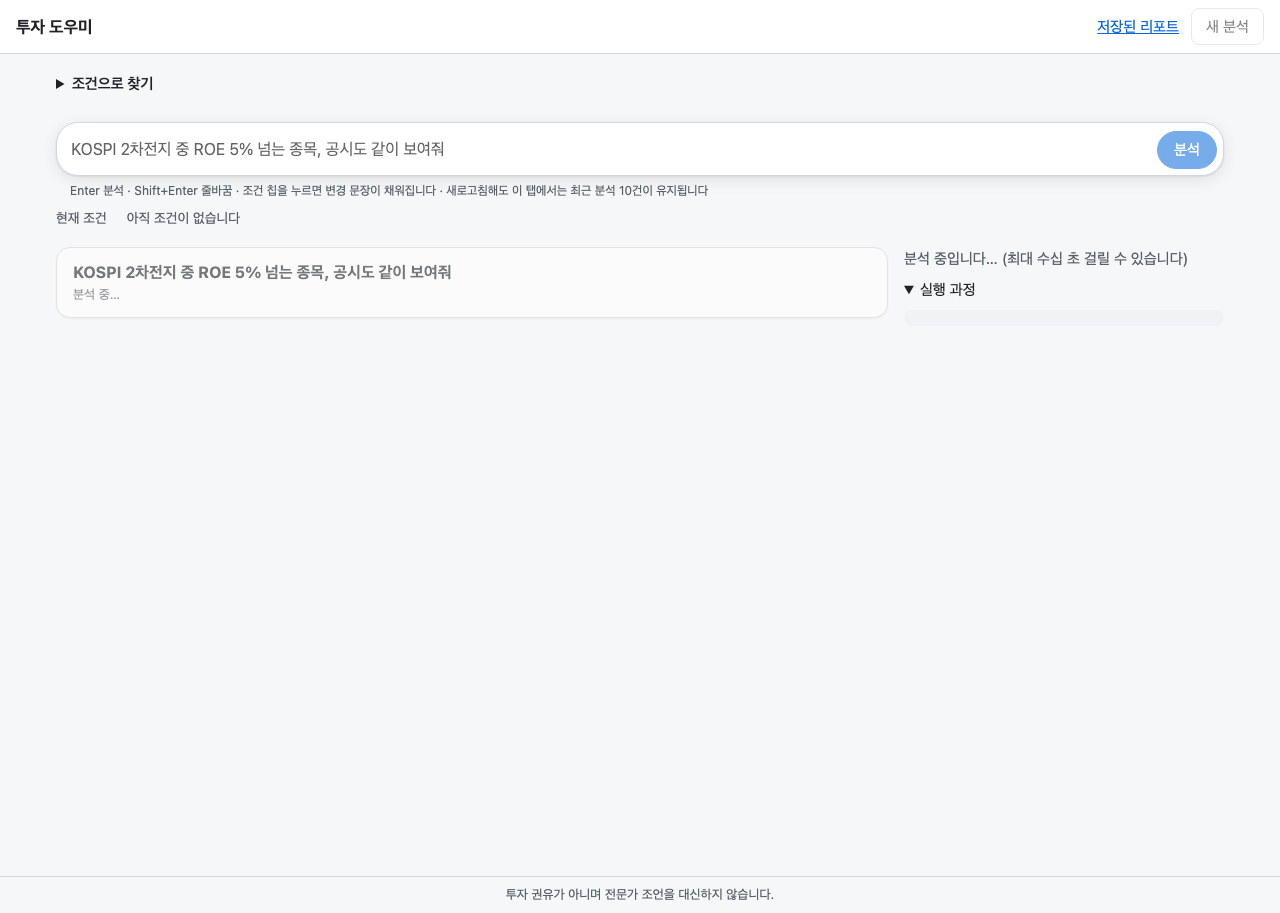 투자 도우미
저장된 리포트
새 분석
▶ 조건으로 찾기
KOSPI 2차전지 중 ROE 5% 넘는 종목, 공시도 같이 보여줘
분석
Enter 분석 · Shift+Enter 줄바꿈 · 조건 칩을 누르면 변경 문장이 채워집니다 · 새로고침해도 이 탭에서는 최근 분석 10건이 유지됩니다
현재 조건 아직 조건이 없습니다
KOSPI 2차전지 중 ROE 5% 넘는 종목, 공시도 같이 보여줘
분석 중…
분석 중입니다… (최대 수십 초 걸릴 수 있습니다)
▼ 실행 과정
투자 권유가 아니며 전문가 조언을 대신하지 않습니다.